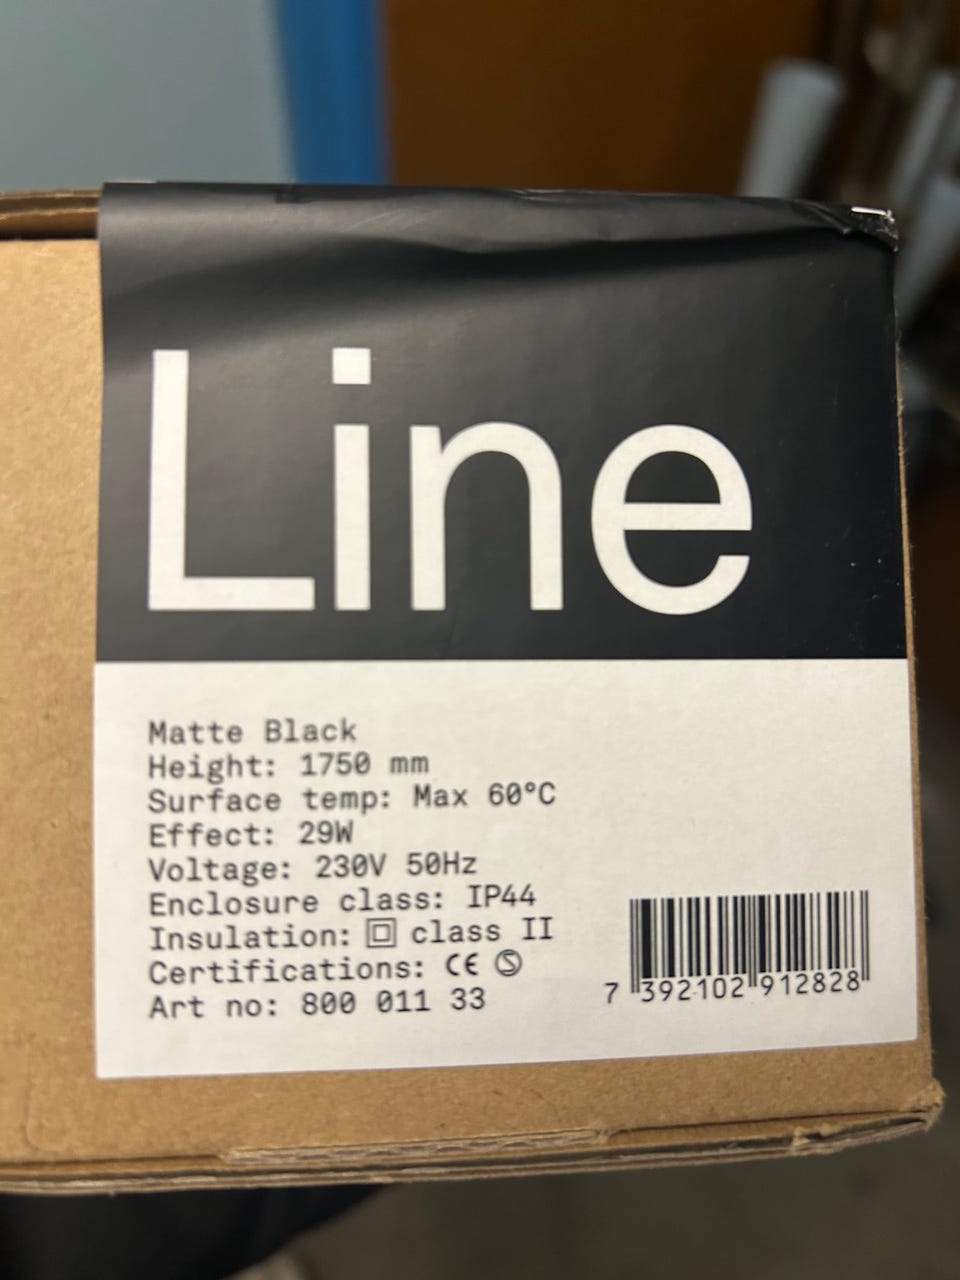 Line
Matte Black
Height: 1750 mm
Surface temp: Max 60°C
Effect: 29W
Voltage: 230V 50Hz
Enclosure class: IP44
Insulation: class II
Certifications: CE S
Art no: 800 011 33
7 392102 912828